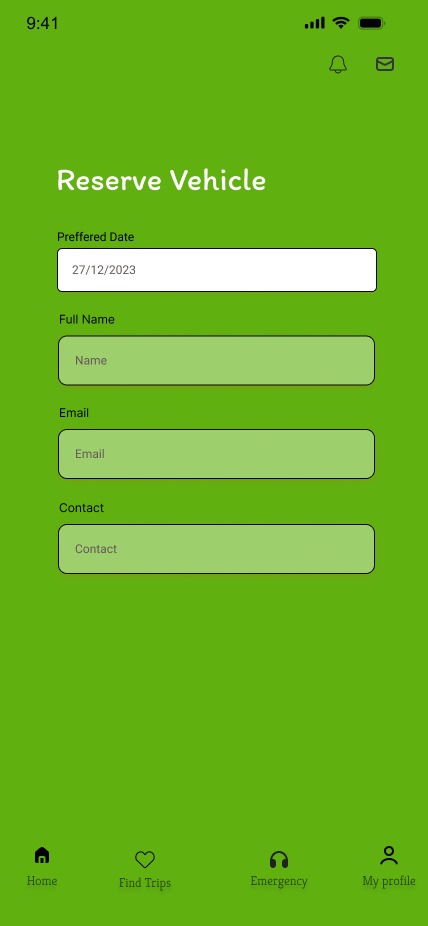 9:41
Reserve Vehicle
Preffered Date
27/12/2023
Full Name
Name
Email
Email
Contact
Contact
Home
Find Trips
Emergency
My profile